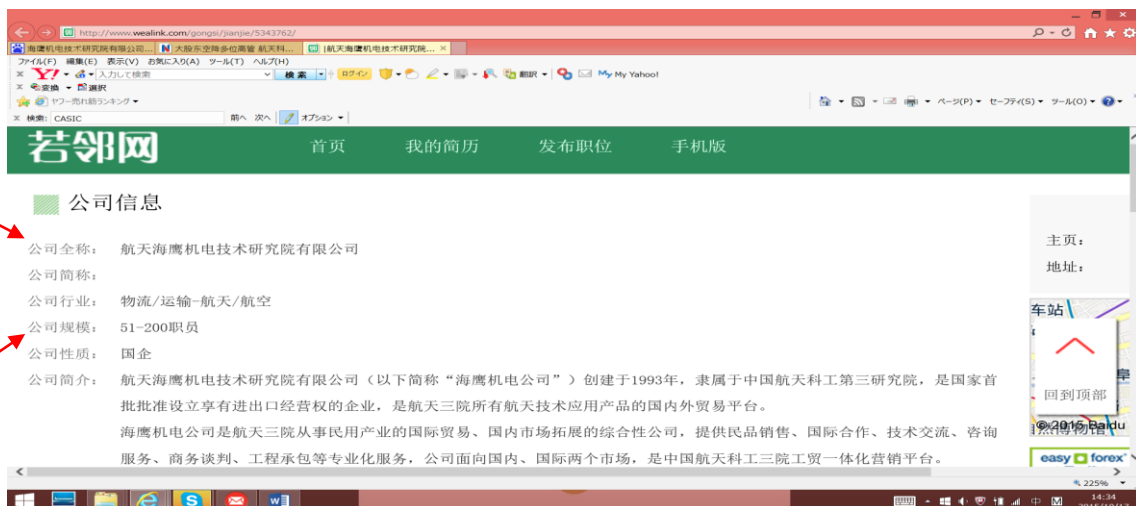 http://www.wealink.com/gongsi/jianjie/5343762/
海鹰机电技术研究院有限公司... 大股东空降多位高管 航天科... |航天海鹰机电技术研究院... ×
ファイル(F) 編集(E) 表示(V) お気に入り(A) ツール(T) ヘルプ(H)
× Y! 入力して検索 検索 ログイン 翻訳 My My Yahoo!
× 変換 選択
ヤフー売れ筋ランキング ページ(P) セーフティ(S) ツール(O)
× 検索: CASIC 前へ 次へ オプション
若邻网 首页 我的简历 发布职位 手机版
公司信息
公司全称： 航天海鹰机电技术研究院有限公司
公司简称：
公司行业： 物流/运输-航天/航空
公司规模： 51-200职员
公司性质： 国企
公司简介： 航天海鹰机电技术研究院有限公司（以下简称“海鹰机电公司”）创建于1993年，隶属于中国航天科工第三研究院，是国家首
批批准设立享有进出口经营权的企业，是航天三院所有航天技术应用产品的国内外贸易平台。
海鹰机电公司是航天三院从事民用产业的国际贸易、国内市场拓展的综合性公司，提供民品销售、国际合作、技术交流、咨询
服务、商务谈判、工程承包等专业化服务，公司面向国内、国际两个市场，是中国航天科工三院工贸一体化营销平台。
主页：
地址：
车站
回到顶部
© 2015 Baidu
easy forex
225%
14:34